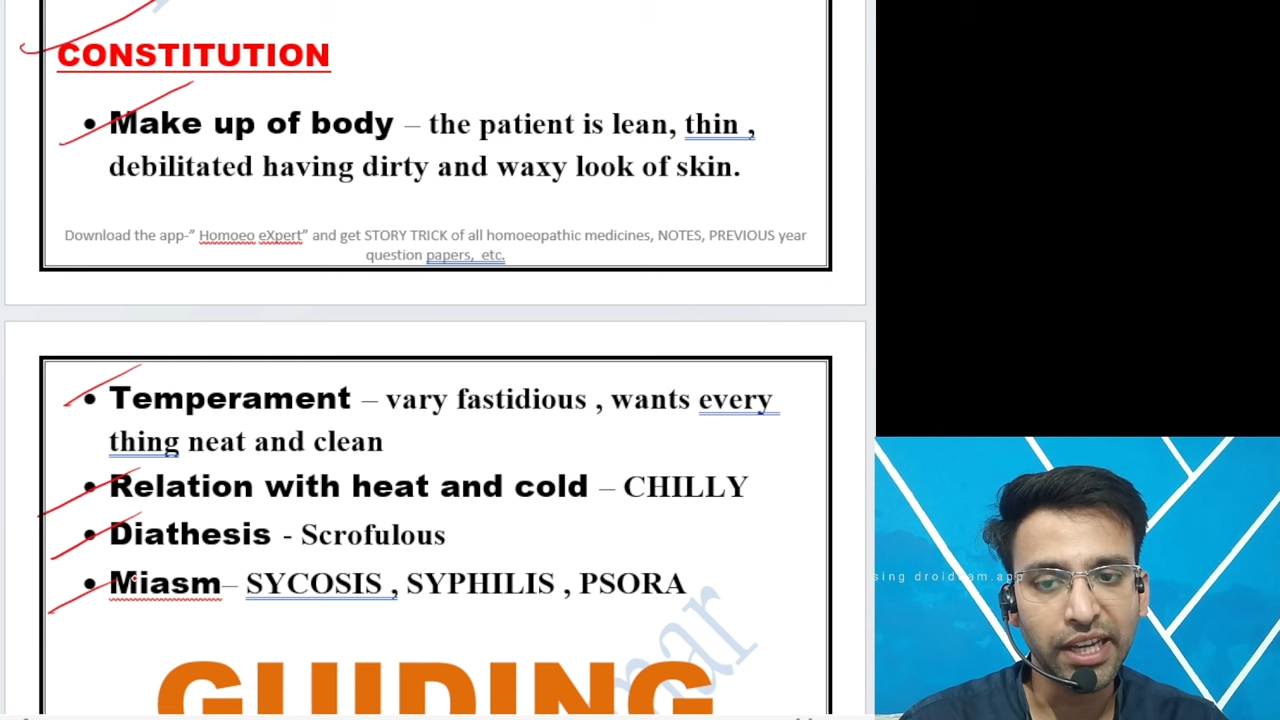 CONSTITUTION
• Make up of body – the patient is lean, thin ,
debilitated having dirty and waxy look of skin.
Download the app-” Homoeo eXpert” and get STORY TRICK of all homoeopathic medicines, NOTES, PREVIOUS year
question papers, etc.
• Temperament – vary fastidious , wants every
thing neat and clean
• Relation with heat and cold – CHILLY
• Diathesis - Scrofulous
• Miasm– SYCOSIS , SYPHILIS , PSORA
GUIDING